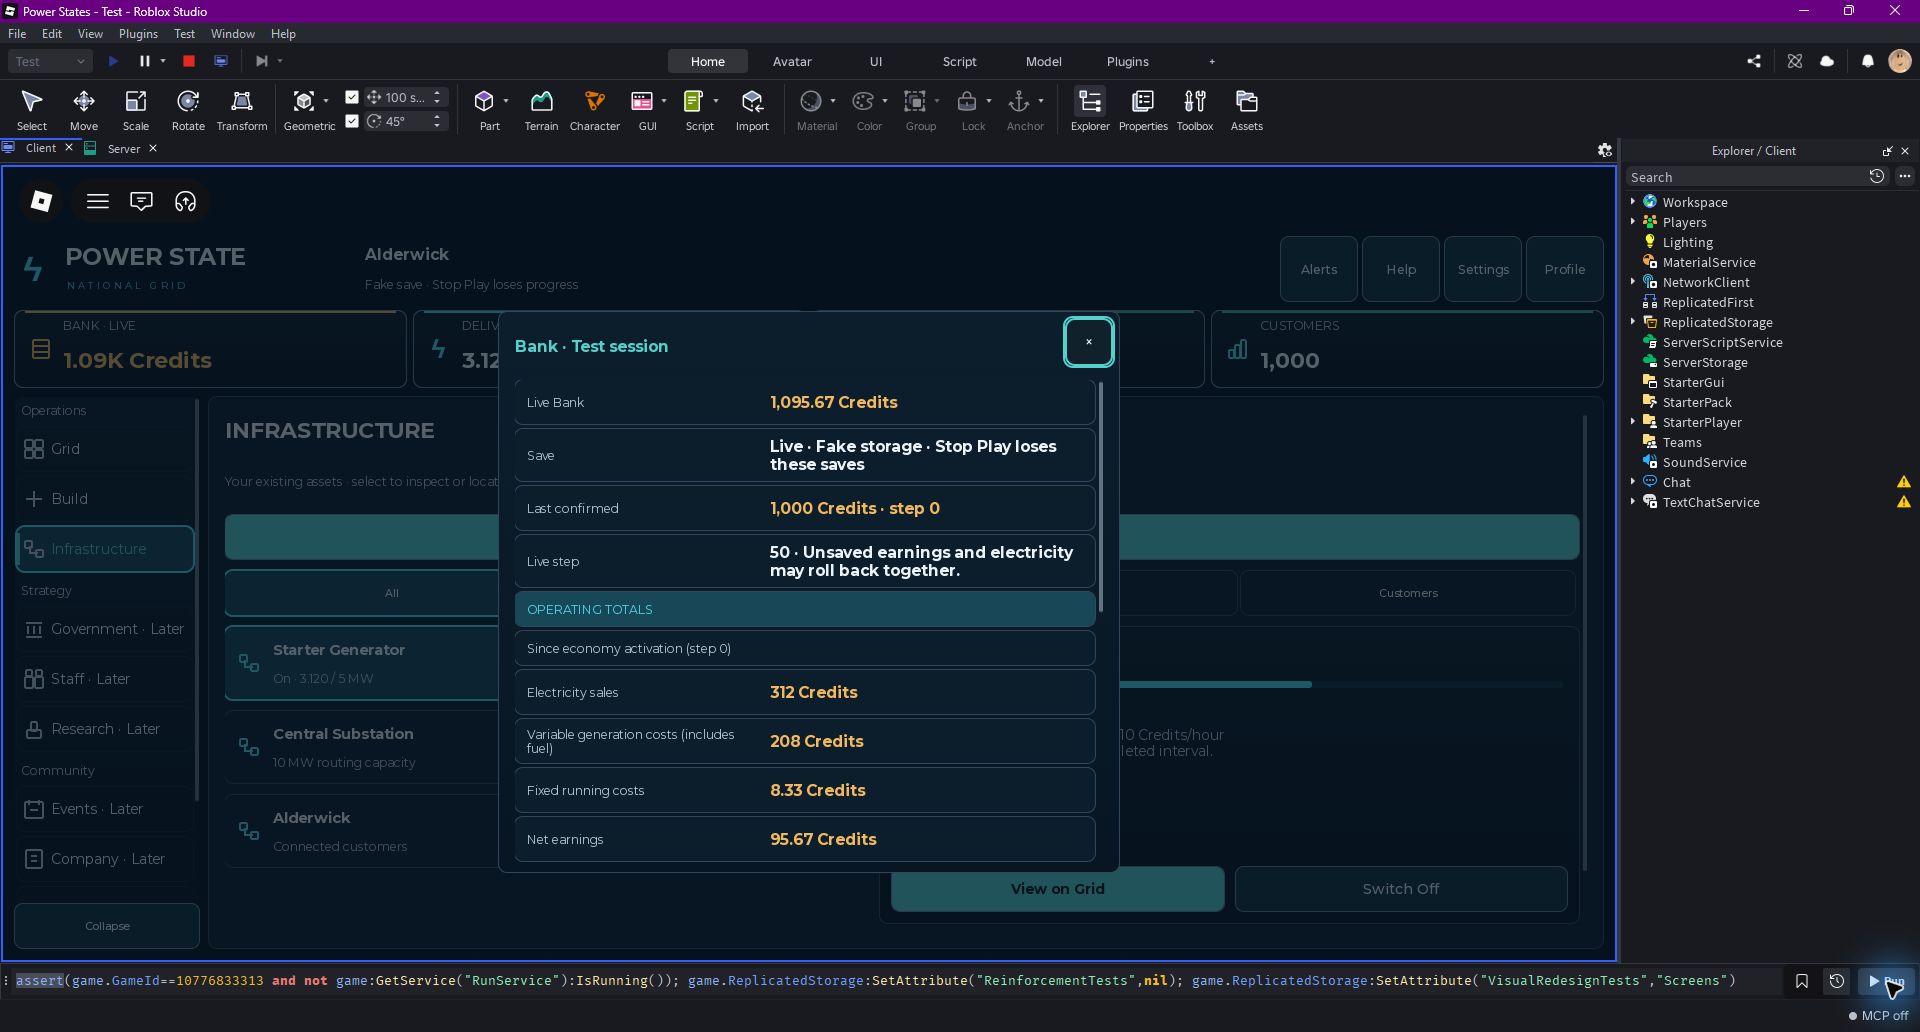 Power States - Test - Roblox Studio
File Edit View Plugins Test Window Help
Test
Home Avatar UI Script Model Plugins +
Select Move Scale Rotate Transform Geometric 100 s... 45° Part Terrain Character GUI Script Import Material Color Group Lock Anchor Explorer Properties Toolbox Assets
Client Server
Explorer / Client
Search
Workspace
Players
Lighting
MaterialService
NetworkClient
ReplicatedFirst
ReplicatedStorage
ServerScriptService
ServerStorage
StarterGui
StarterPack
StarterPlayer
Teams
SoundService
Chat
TextChatService
POWER STATE
NATIONAL GRID
Alderwick
Fake save · Stop Play loses progress
Alerts Help Settings Profile
BANK · LIVE
1.09K Credits
DELIV
3.12
CUSTOMERS
1,000
Operations
Grid
Build
Infrastructure
Strategy
Government · Later
Staff · Later
Research · Later
Community
Events · Later
Company · Later
Collapse
INFRASTRUCTURE
Your existing assets · select to inspect or locat
All
Customers
Starter Generator
On · 3.120 / 5 MW
Central Substation
10 MW routing capacity
Alderwick
Connected customers
10 Credits/hour
leted interval.
View on Grid
Switch Off
Bank · Test session
×
Live Bank 1,095.67 Credits
Save Live · Fake storage · Stop Play loses
these saves
Last confirmed 1,000 Credits · step 0
Live step 50 · Unsaved earnings and electricity
may roll back together.
OPERATING TOTALS
Since economy activation (step 0)
Electricity sales 312 Credits
Variable generation costs (includes
fuel) 208 Credits
Fixed running costs 8.33 Credits
Net earnings 95.67 Credits
assert(game.GameId==10776833313 and not game:GetService("RunService"):IsRunning()); game.ReplicatedStorage:SetAttribute("ReinforcementTests",nil); game.ReplicatedStorage:SetAttribute("VisualRedesignTests","Screens")
MCP off